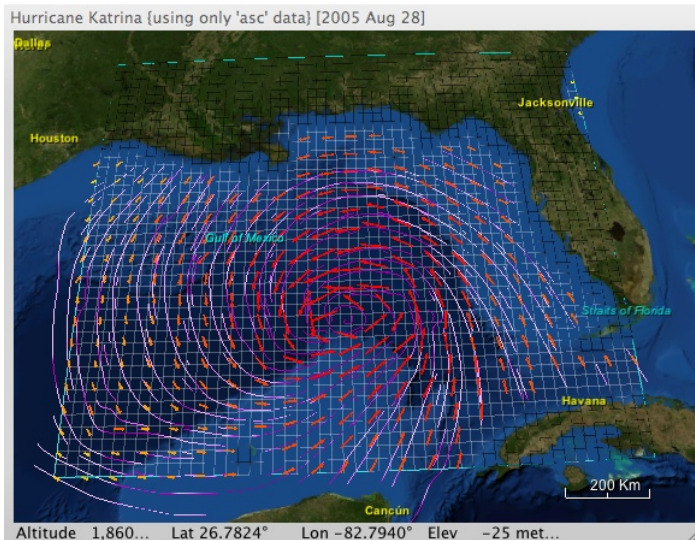 Hurricane Katrina {using only 'asc' data} [2005 Aug 28]
Dallas
Jacksonville
Houston
Gulf of Mexico
Straits of Florida
Havana
200 Km
Cancún
Altitude 1,860... Lat 26.7824° Lon -82.7940° Elev -25 met...